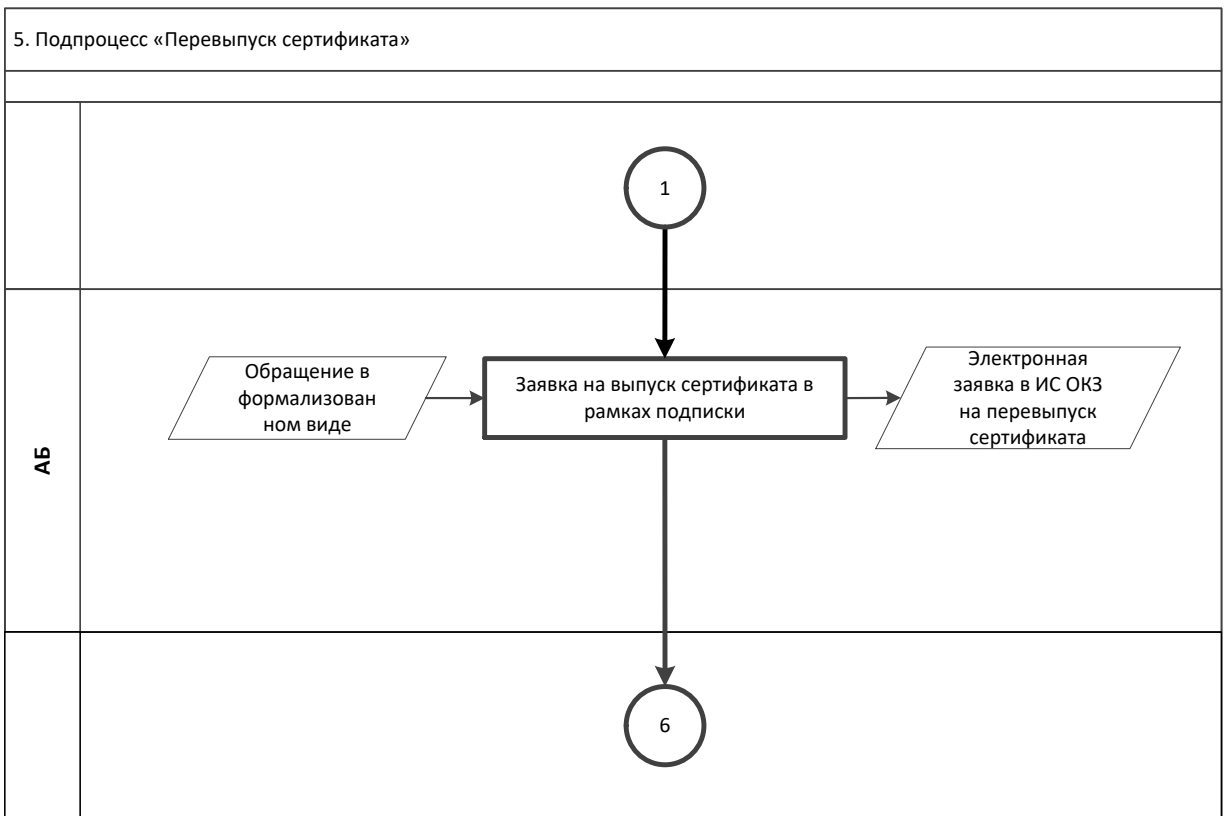 5. Подпроцесс «Перевыпуск сертификата»
1
АБ
Обращение в
формализован
ном виде
Заявка на выпуск сертификата в
рамках подписки
Электронная
заявка в ИС ОКЗ
на перевыпуск
сертификата
6